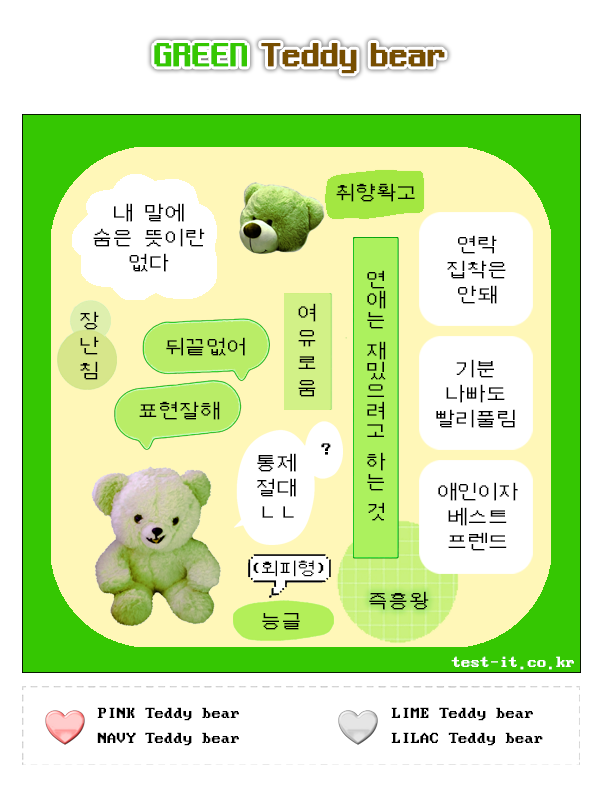 GREEN Teddy bear
내 말에
숨은 뜻이란
없다
취향확고
연락
집착은
안돼
장
난
침
뒤끝없어
여
유
로
움
연애는 재밌으려고 하는 것
표현잘해
기분
나빠도
빨리풀림
?
통제
절대
ㄴㄴ
애인이자
베스트
프렌드
(회피형)
능글
즉흥왕
test-it.co.kr
PINK Teddy bear
NAVY Teddy bear
LIME Teddy bear
LILAC Teddy bear